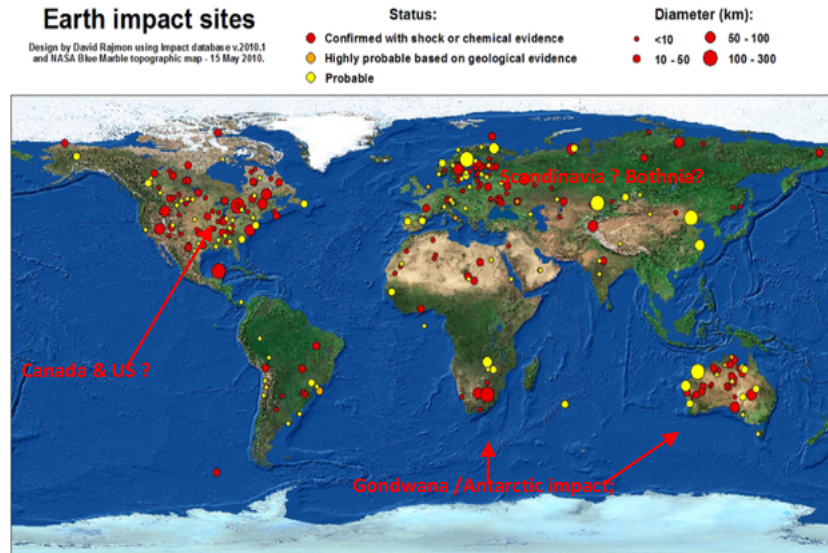 Earth impact sites
Design by David Rajmon using Impact database v.2010.1
and NASA Blue Marble topographic map - 15 May 2010.
Status:
Confirmed with shock or chemical evidence
Highly probable based on geological evidence
Probable
Diameter (km):
<10
50 - 100
10 - 50
100 - 300
Scandinavia ? Bothnia?
Canada & US ?
Gondwana /Antarctic impact,